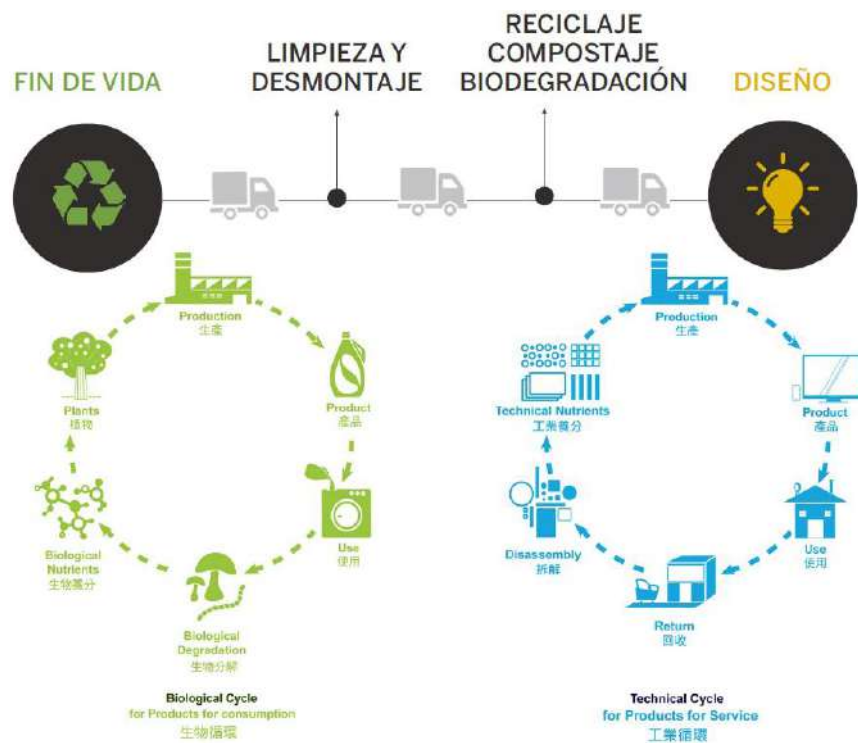 FIN DE VIDA
LIMPIEZA Y
DESMONTAJE
RECICLAJE
COMPOSTAJE
BIODEGRADACIÓN
DISEÑO
Production
生產
Product
產品
Use
使用
Biological
Degradation
生物分解
Biological
Nutrients
生物養分
Plants
植物
Biological Cycle
for Products for consumption
生物循環
Production
生產
Product
產品
Use
使用
Return
回收
Disassembly
拆解
Technical Nutrients
工業養分
Technical Cycle
for Products for Service
工業循環